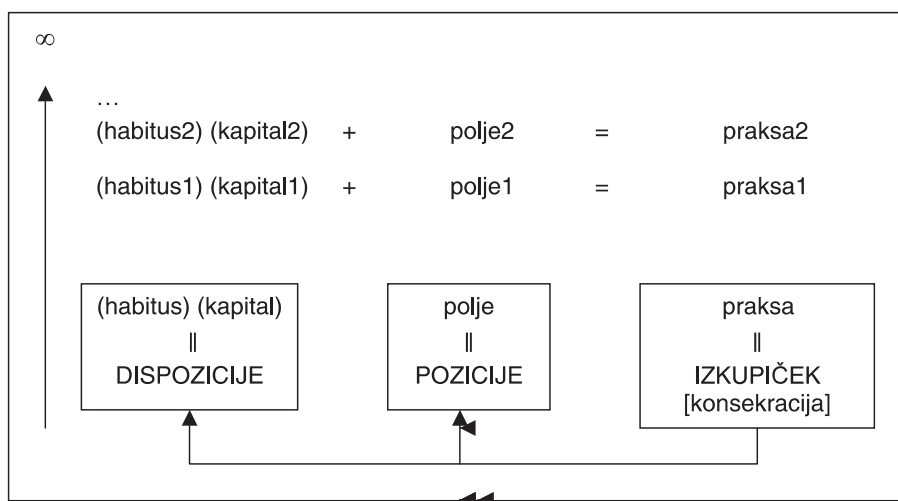 ∞
...
(habitus2) (kapital2) + polje2 = praksa2
(habitus1) (kapital1) + polje1 = praksa1
(habitus) (kapital) polje praksa
|| || ||
DISPOZICIJE POZICIJE IZKUPIČEK
[konsekracija]